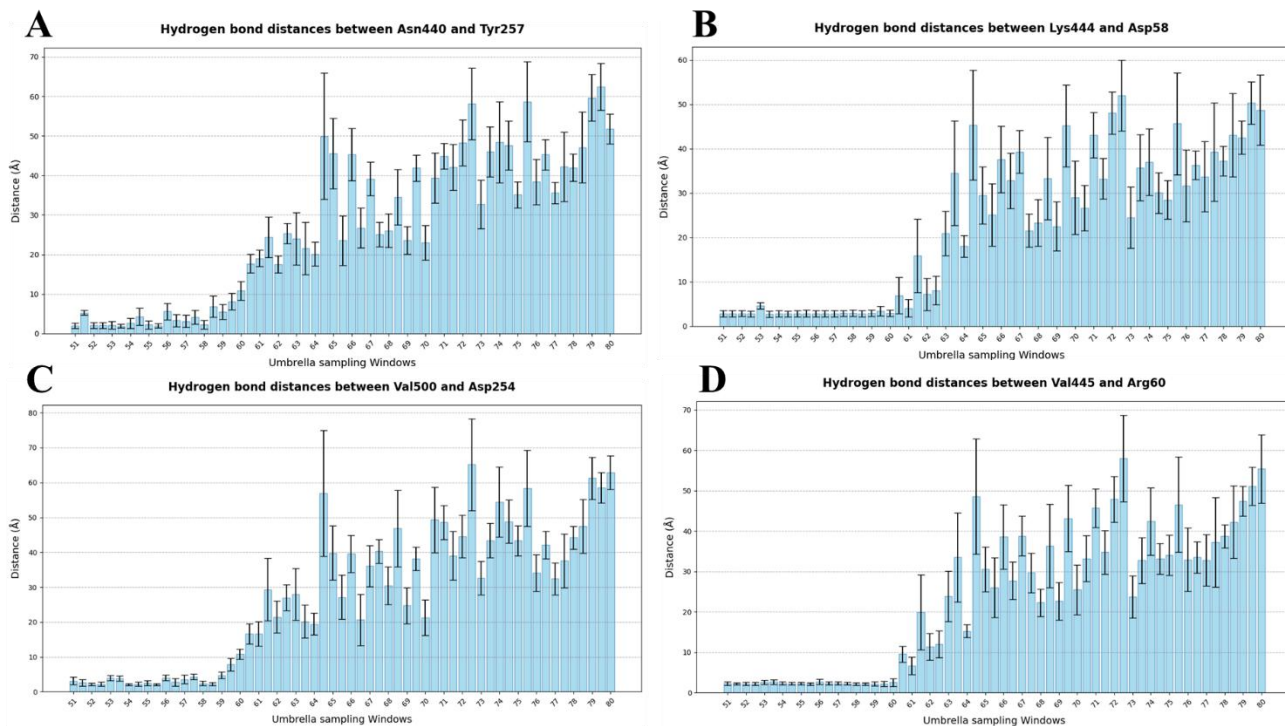 A
Hydrogen bond distances between Asn440 and Tyr257
Distance (Å)
70
60
50
40
30
20
10
0
51 52 53 54 55 56 57 58 59 60 61 62 63 64 65 66 67 68 69 70 71 72 73 74 75 76 77 78 79 80
Umbrella sampling Windows
B
Hydrogen bond distances between Lys444 and Asp58
Distance (Å)
60
50
40
30
20
10
0
51 52 53 54 55 56 57 58 59 60 61 62 63 64 65 66 67 68 69 70 71 72 73 74 75 76 77 78 79 80
Umbrella sampling Windows
C
Hydrogen bond distances between Val500 and Asp254
Distance (Å)
80
70
60
50
40
30
20
10
0
51 52 53 54 55 56 57 58 59 60 61 62 63 64 65 66 67 68 69 70 71 72 73 74 75 76 77 78 79 80
Umbrella sampling Windows
D
Hydrogen bond distances between Val445 and Arg60
Distance (Å)
70
60
50
40
30
20
10
0
51 52 53 54 55 56 57 58 59 60 61 62 63 64 65 66 67 68 69 70 71 72 73 74 75 76 77 78 79 80
Umbrella sampling Windows